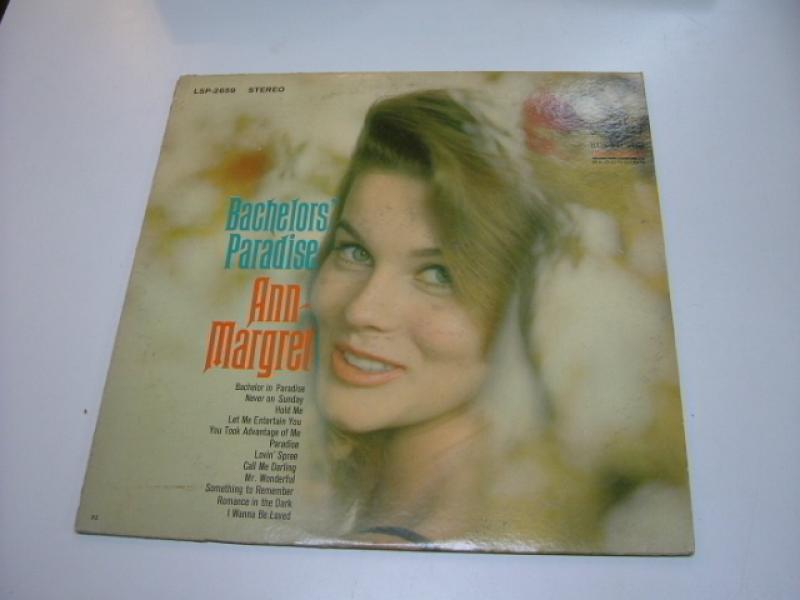 LSP-2659 STEREO
Bachelors'
Paradise
Ann-
Margret
Bachelor in Paradise
Never on Sunday
Hold Me
Let Me Entertain You
You Took Advantage of Me
Paradise
Lovin' Spree
Call Me Darling
Mr. Wonderful
Something to Remember
Romance in the Dark
I Wanna Be Loved